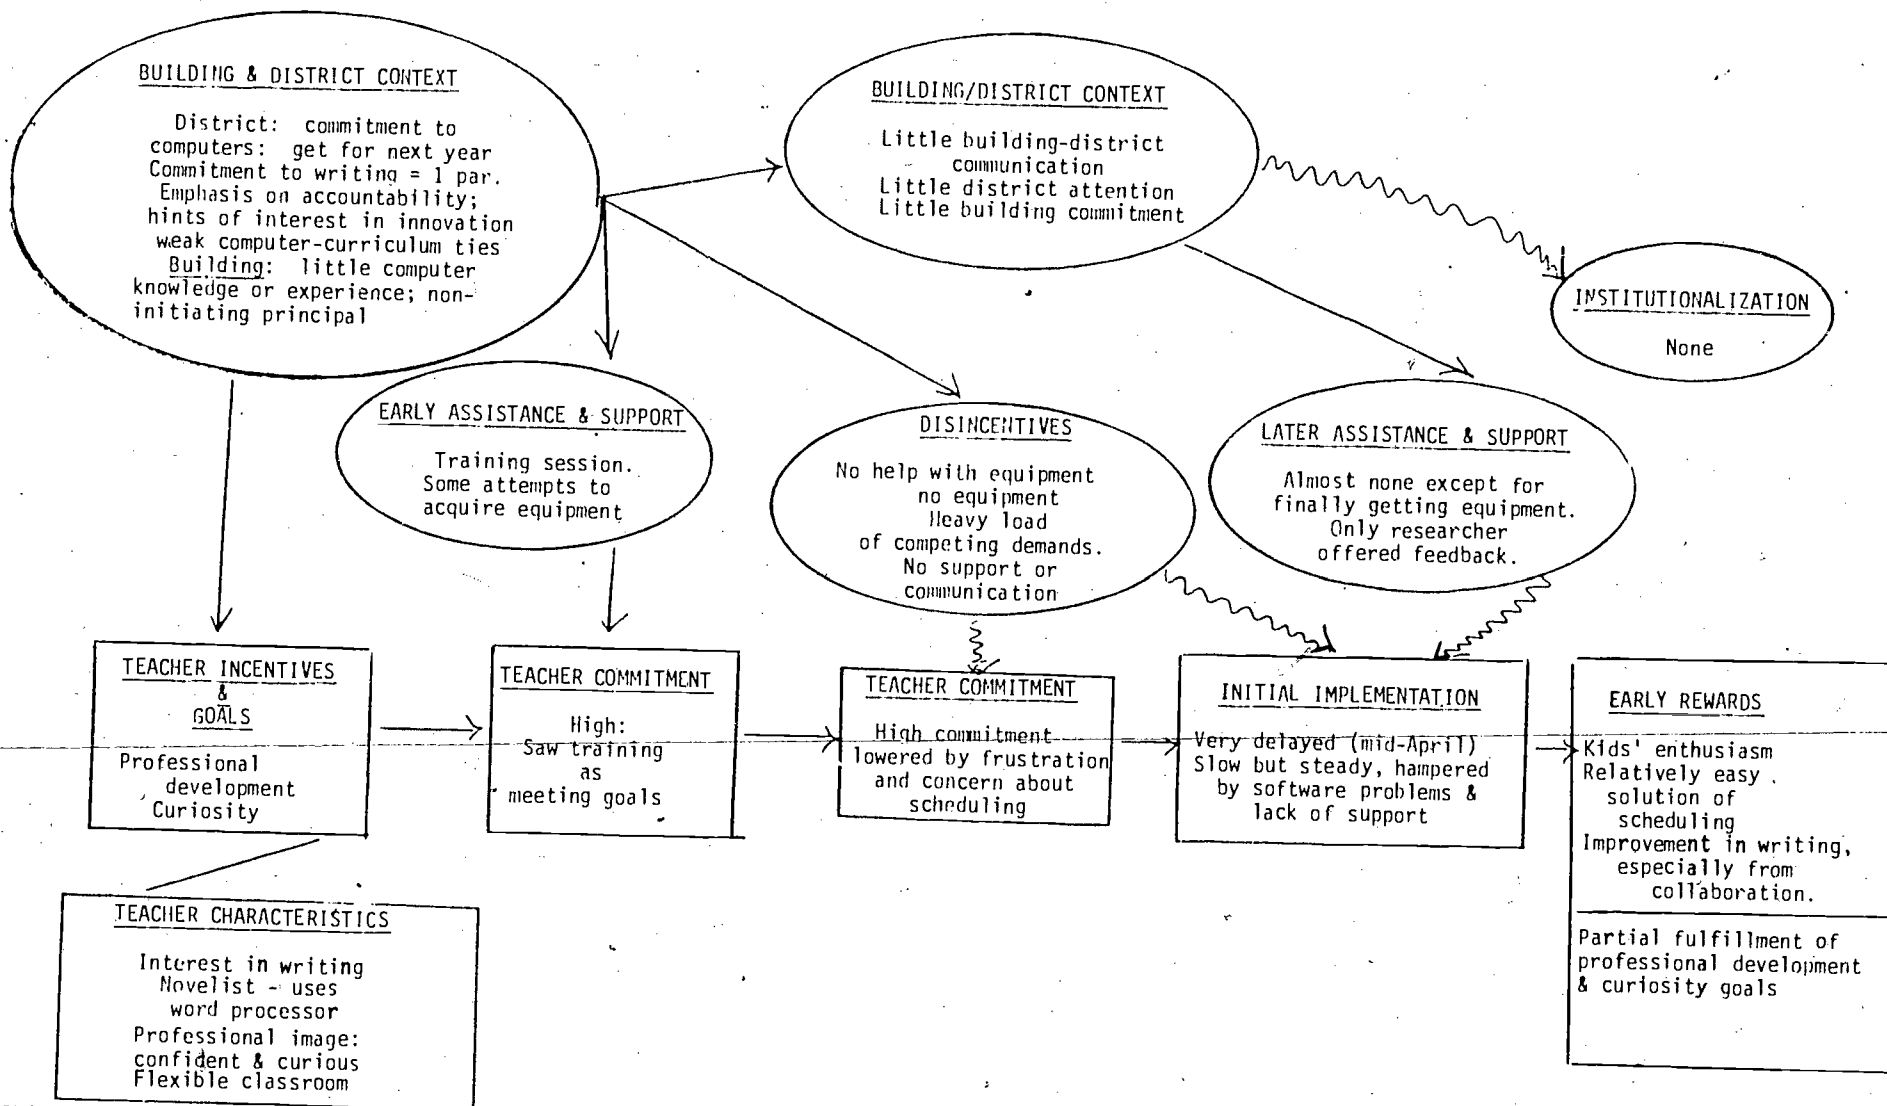 BUILDING & DISTRICT CONTEXT
District: commitment to
computers: get for next year
Commitment to writing = 1 par.
Emphasis on accountability;
hints of interest in innovation
weak computer-curriculum ties
Building: little computer
knowledge or experience; non-
initiating principal
BUILDING/DISTRICT CONTEXT
Little building-district
communication
Little district attention
Little building commitment
INSTITUTIONALIZATION
None
EARLY ASSISTANCE & SUPPORT
Training session.
Some attempts to
acquire equipment
DISINCENTIVES
No help with equipment
no equipment
Heavy load
of competing demands.
No support or
communication
LATER ASSISTANCE & SUPPORT
Almost none except for
finally getting equipment.
Only researcher
offered feedback.
TEACHER INCENTIVES
&
GOALS
Professional
development
Curiosity
TEACHER COMMITMENT
High:
Saw training
as
meeting goals
TEACHER COMMITMENT
High commitment
lowered by frustration
and concern about
scheduling
INITIAL IMPLEMENTATION
Very delayed (mid-April)
Slow but steady, hampered
by software problems &
lack of support
EARLY REWARDS
Kids' enthusiasm
Relatively easy
solution of
scheduling
Improvement in writing,
especially from
collaboration.
Partial fulfillment of
professional development
& curiosity goals
TEACHER CHARACTERISTICS
Interest in writing
Novelist - uses
word processor
Professional image:
confident & curious
Flexible classroom